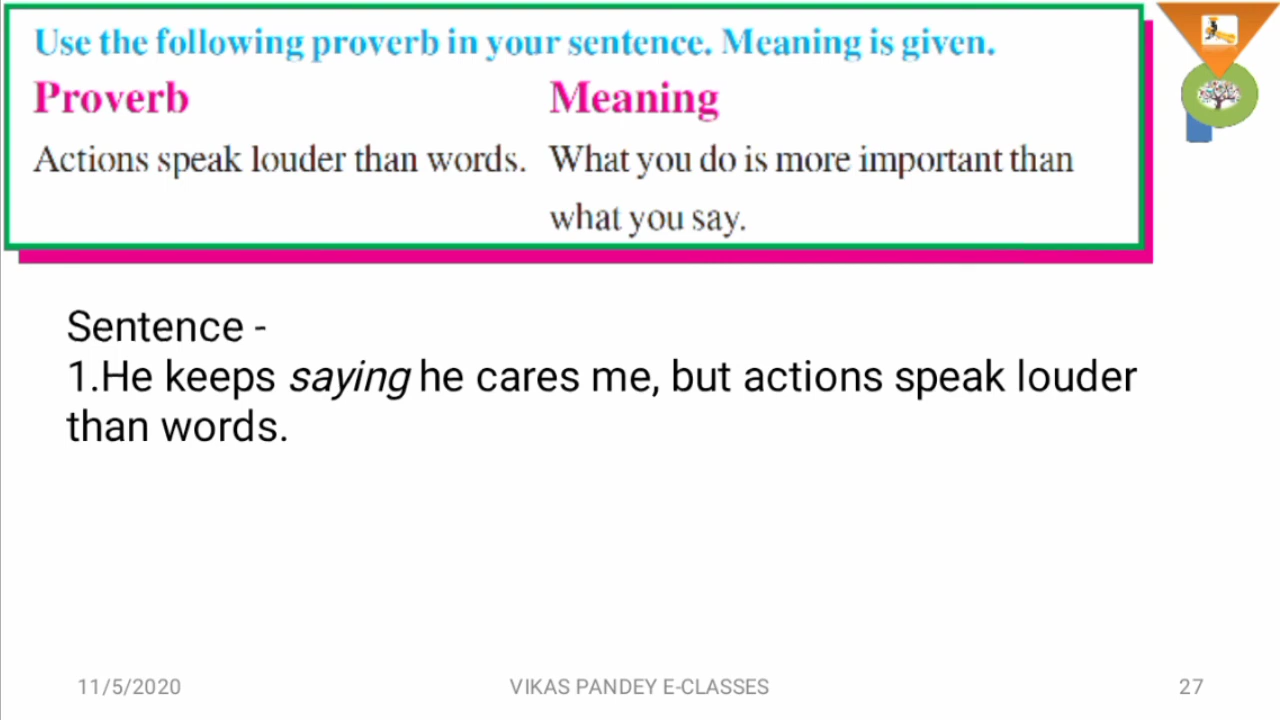 Use the following proverb in your sentence. Meaning is given.
Proverb Meaning
Actions speak louder than words. What you do is more important than
what you say.
Sentence -
1.He keeps saying he cares me, but actions speak louder
than words.
11/5/2020 VIKAS PANDEY E-CLASSES 27